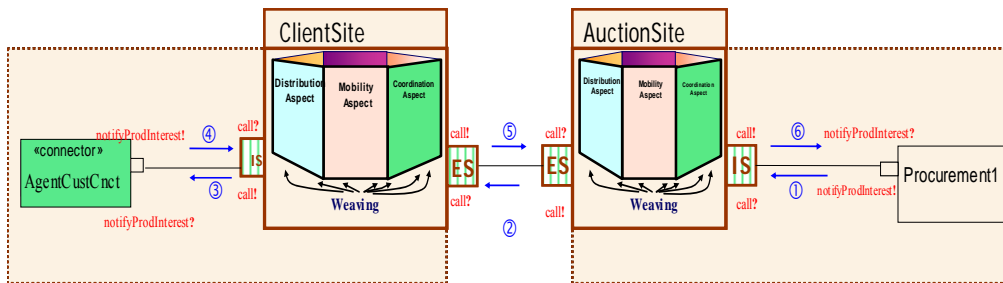 ClientSite
AuctionSite
Distribution
Aspect
Mobility
Aspect
Coordination
Aspect
Distribution
Aspect
Mobility
Aspect
Coordination
Aspect
notifyProdInterest!
④
call?
call!
⑤
call?
call!
⑥
notifyProdInterest?
«connector»
AgentCustCnct
IS
ES
ES
IS
Procurement1
③
call!
call?
②
call!
call?
①
notifyProdInterest!
notifyProdInterest?
Weaving
Weaving